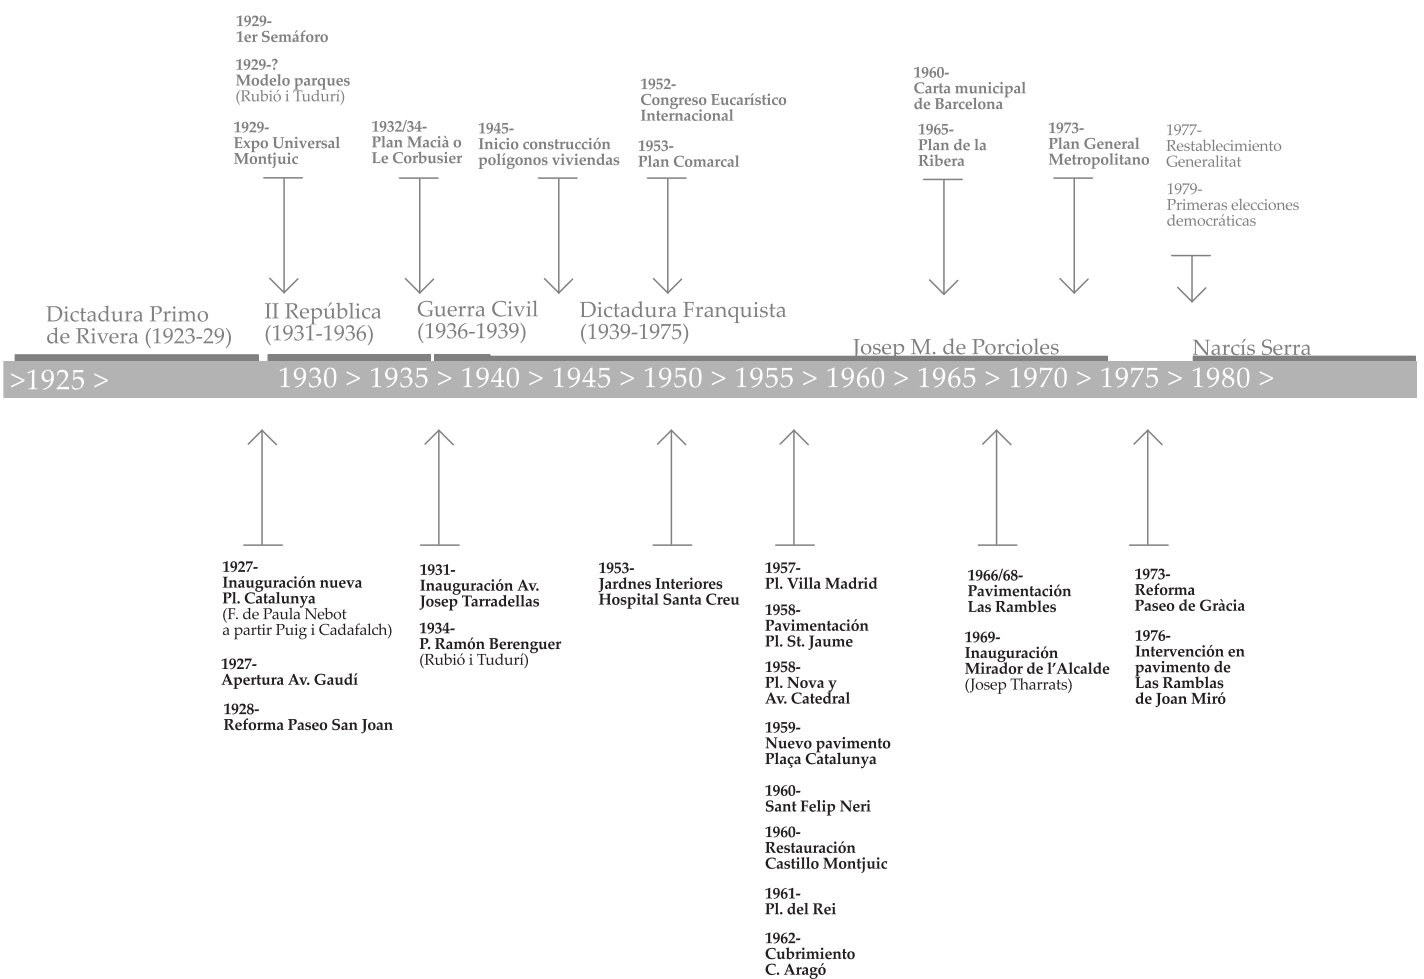 1929-
1er Semáforo
1929-?
Modelo parques
(Rubió i Tudurí)
1929-
Expo Universal
Montjuic
1932/34-
Plan Macià o
Le Corbusier
1945-
Inicio construcción
polígonos viviendas
1952-
Congreso Eucarístico
Internacional
1953-
Plan Comarcal
1960-
Carta municipal
de Barcelona
1965-
Plan de la
Ribera
1973-
Plan General
Metropolitano
1977-
Restablecimiento
Generalitat
1979-
Primeras elecciones
democráticas
Dictadura Primo
de Rivera (1923-29)
II República
(1931-1936)
Guerra Civil
(1936-1939)
Dictadura Franquista
(1939-1975)
Josep M. de Porcioles
Narcís Serra
>1925 > 1930 > 1935 > 1940 > 1945 > 1950 > 1955 > 1960 > 1965 > 1970 > 1975 > 1980 >
1927-
Inauguración nueva
Pl. Catalunya
(F. de Paula Nebot
a partir Puig i Cadafalch)
1927-
Apertura Av. Gaudí
1928-
Reforma Paseo San Joan
1931-
Inauguración Av.
Josep Tarradellas
1934-
P. Ramón Berenguer
(Rubió i Tudurí)
1953-
Jardnes Interiores
Hospital Santa Creu
1957-
Pl. Villa Madrid
1958-
Pavimentación
Pl. St. Jaume
1958-
Pl. Nova y
Av. Catedral
1959-
Nuevo pavimento
Plaça Catalunya
1960-
Sant Felip Neri
1960-
Restauración
Castillo Montjuic
1961-
Pl. del Rei
1962-
Cubrimiento
C. Aragó
1966/68-
Pavimentación
Las Rambles
1969-
Inauguración
Mirador de l'Alcalde
(Josep Tharrats)
1973-
Reforma
Paseo de Gràcia
1976-
Intervención en
pavimento de
Las Ramblas
de Joan Miró